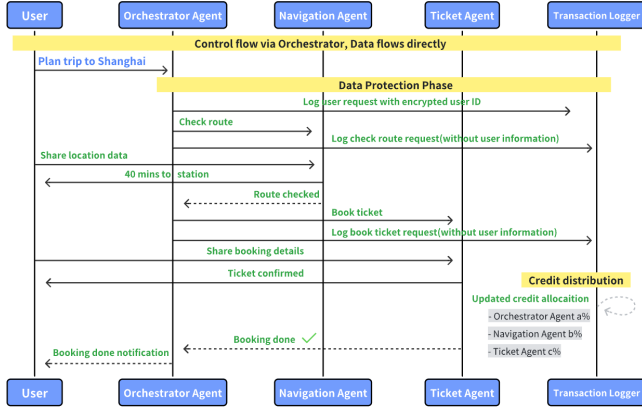 User
Orchestrator Agent
Navigation Agent
Ticket Agent
Transaction Logger
Control flow via Orchestrator, Data flows directly
Plan trip to Shanghai
Data Protection Phase
Log user request with encrypted user ID
Check route
Log check route request(without user information)
Share location data
40 mins to station
Route checked
Book ticket
Log book ticket request(without user information)
Share booking details
Ticket confirmed
Credit distribution
Updated credit allocaition
- Orchestrator Agent a%
- Navigation Agent b%
- Ticket Agent c%
Booking done
Booking done notification
User
Orchestrator Agent
Navigation Agent
Ticket Agent
Transaction Logger